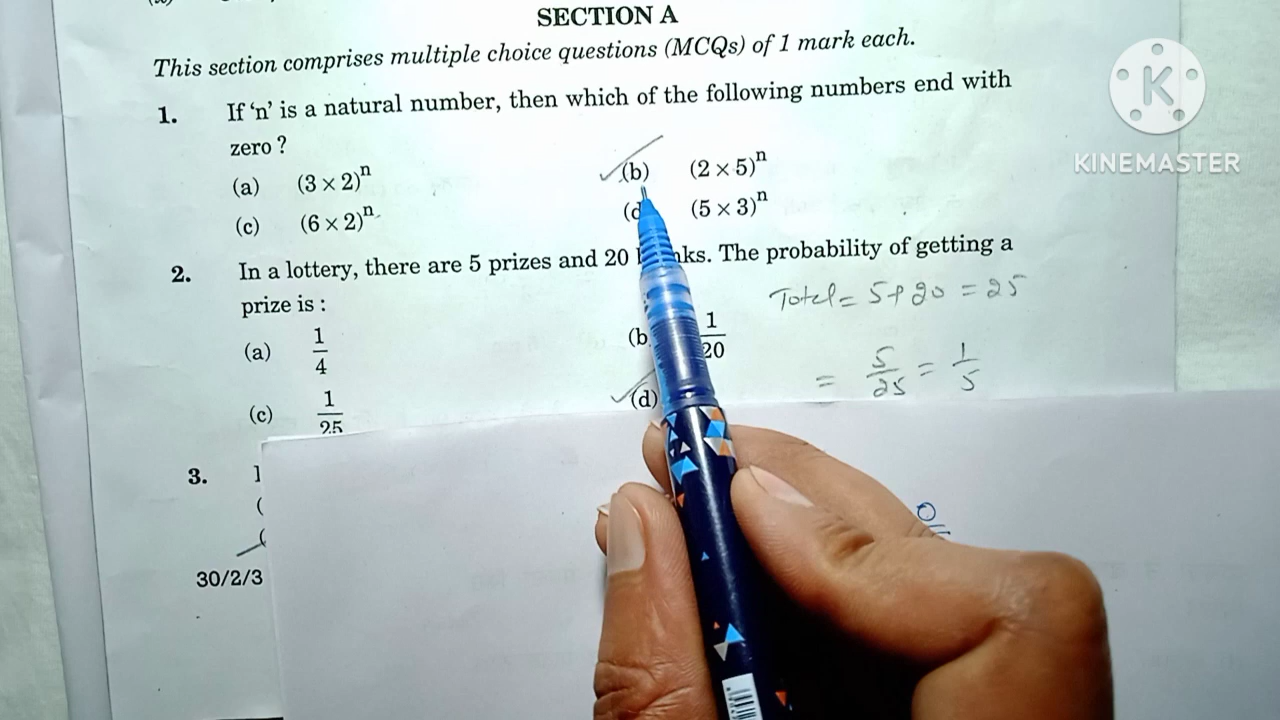 SECTION A
This section comprises multiple choice questions (MCQs) of 1 mark each.
1. If 'n' is a natural number, then which of the following numbers end with
zero ?
(a) (3 × 2)ⁿ (b) (2 × 5)ⁿ
(c) (6 × 2)ⁿ (d (5 × 3)ⁿ
2. In a lottery, there are 5 prizes and 20 nks. The probability of getting a
prize is :
Total = 5+20 = 25
(a) 1/4 (b 1/20
= 5/25 = 1/5
(c) 1/25 (d)
3.
30/2/3
K
KINEMASTER